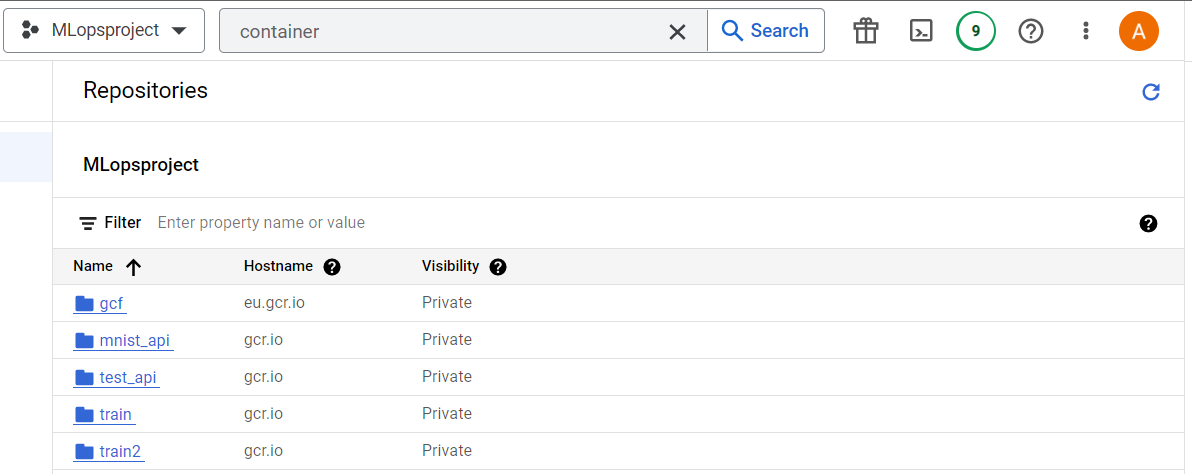 MLopsproject container Search 9 A
Repositories
MLopsproject
Filter Enter property name or value
Name Hostname Visibility
gcf eu.gcr.io Private
mnist_api gcr.io Private
test_api gcr.io Private
train gcr.io Private
train2 gcr.io Private